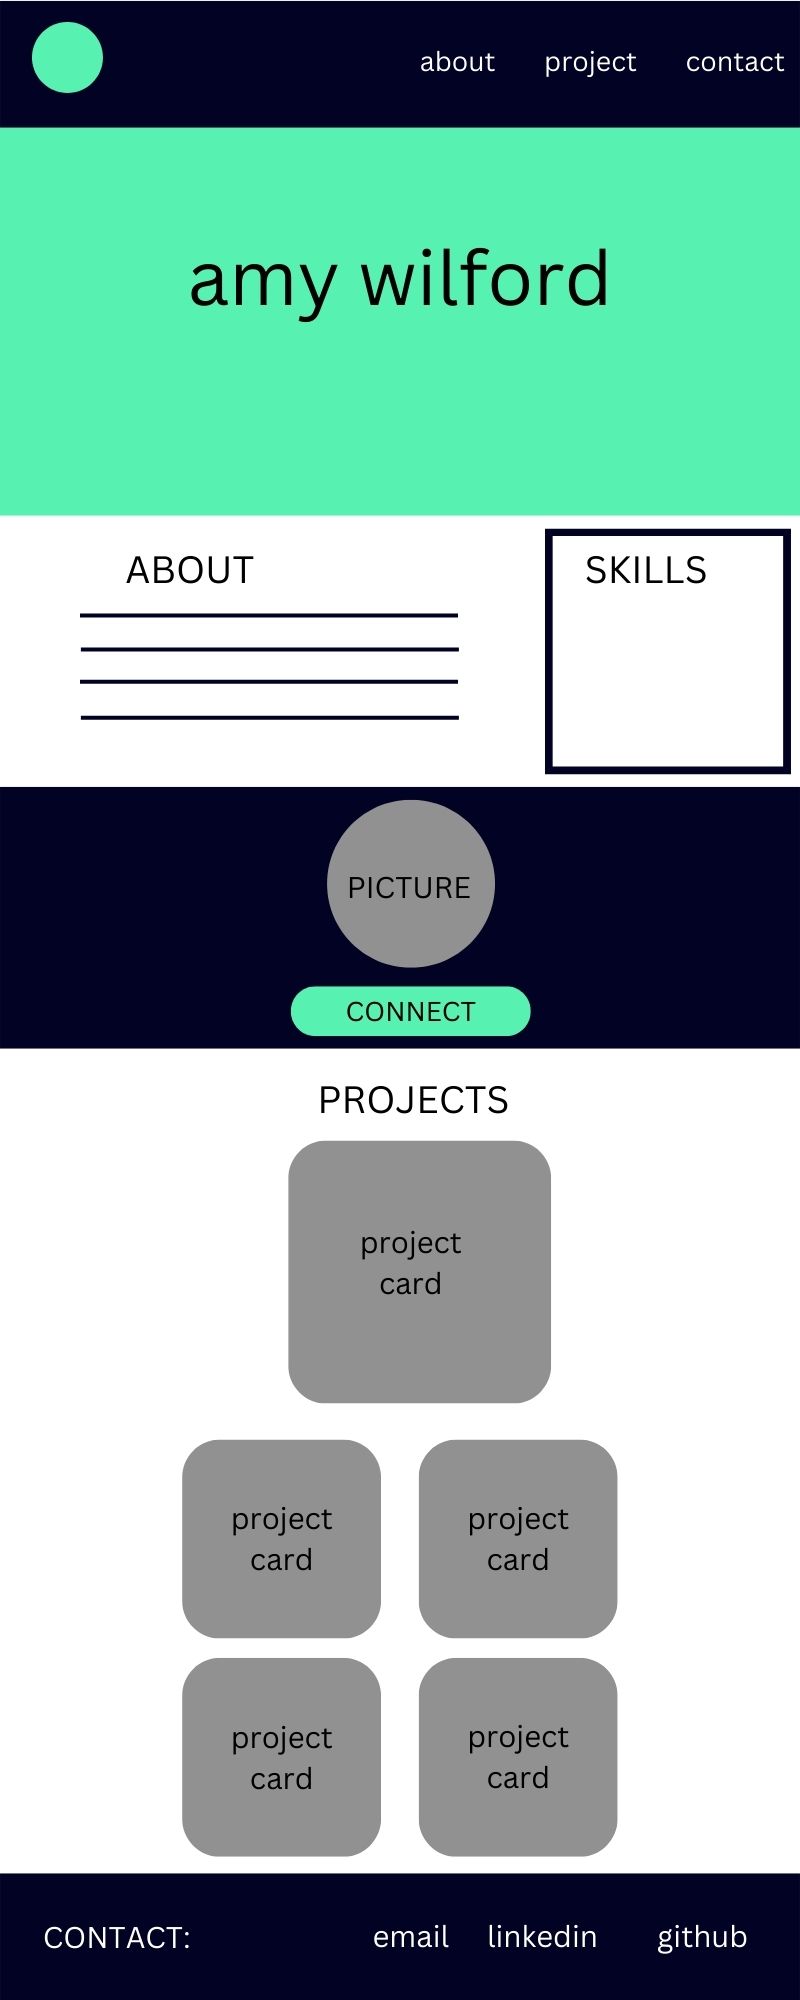 about project contact
amy wilford
ABOUT
SKILLS
PICTURE
CONNECT
PROJECTS
project
card
project
card
project
card
project
card
project
card
CONTACT: email linkedin github